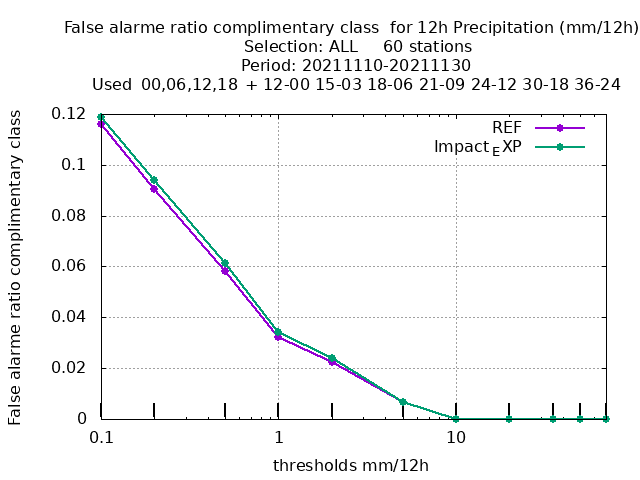 False alarme ratio complimentary class  for 12h Precipitation (mm/12h)
Selection: ALL     60 stations
Period: 20211110-20211130
Used  00,06,12,18  + 12-00 15-03 18-06 21-09 24-12 30-18 36-24
False alarme ratio complimentary class
0.12
0.1
0.08
0.06
0.04
0.02
0
REF
Impact_EXP
0.1 1 10
thresholds mm/12h